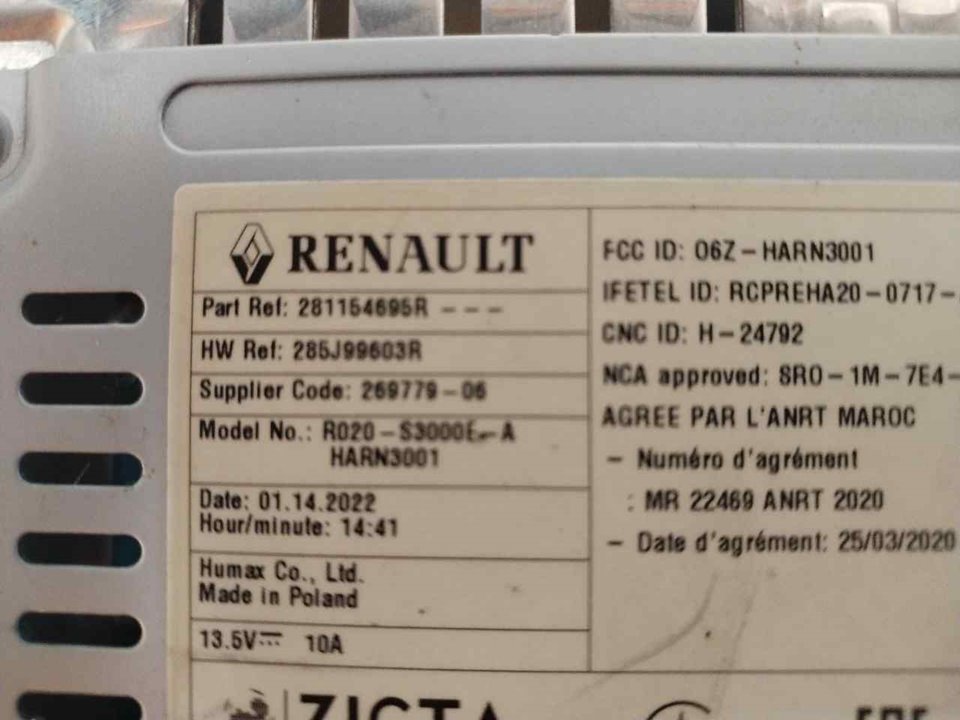 RENAULT
Part Ref: 281154695R - - -
HW Ref: 285J99603R
Supplier Code: 269779-06
Model No.: R020-S3000E-A
HARN3001
Date: 01.14.2022
Hour/minute: 14:41
Humax Co., Ltd.
Made in Poland
13.5V⎓ 10A
FCC ID: O6Z-HARN3001
IFETEL ID: RCPREHA20-0717-
CNC ID: H-24792
NCA approved: SRO-1M-7E4-
AGREE PAR L'ANRT MAROC
- Numéro d'agrément
: MR 22469 ANRT 2020
- Date d'agrément: 25/03/2020
ZICTA